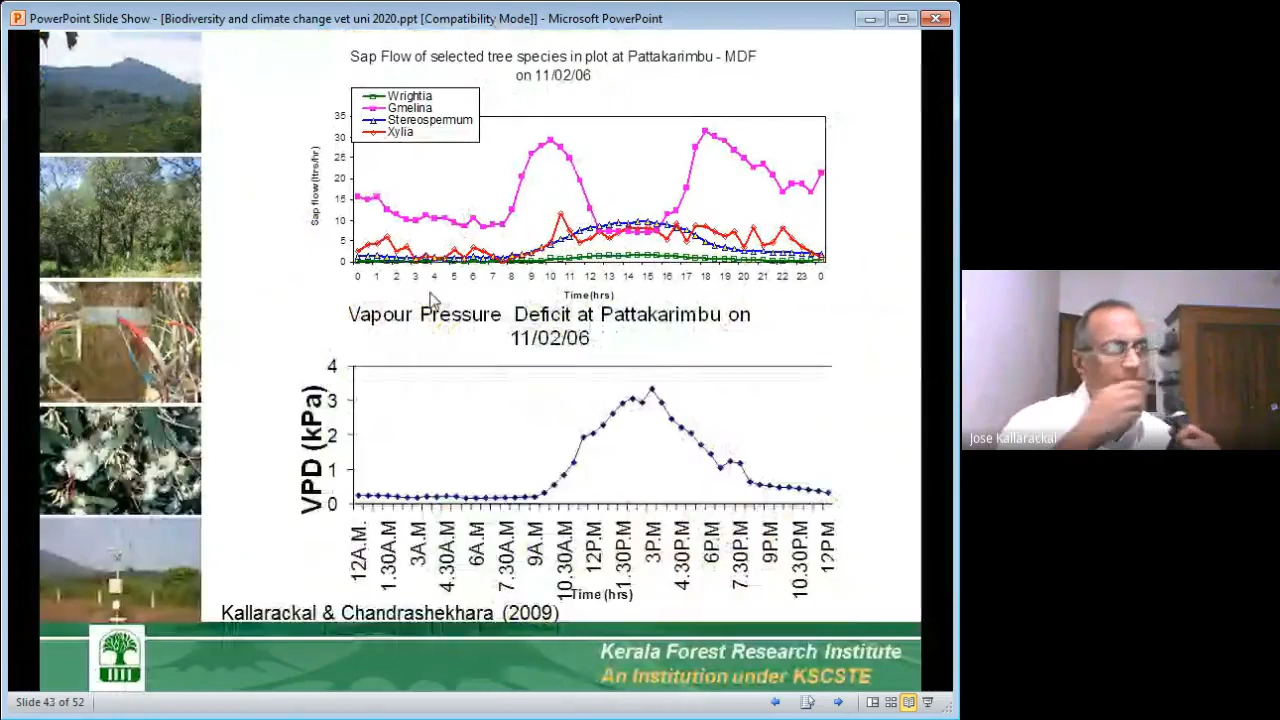 PowerPoint Slide Show - [Biodiversity and climate change vet uni 2020.ppt [Compatibility Mode]] - Microsoft PowerPoint
Sap Flow of selected tree species in plot at Pattakarimbu - MDF
on 11/02/06
Wrightia
Gmelina
Stereospermum
Xylia
Sap flow(ltrs/hr)
35
30
25
20
15
10
5
0
0 1 2 3 4 5 6 7 8 9 10 11 12 13 14 15 16 17 18 19 20 21 22 23 0
Time(hrs)
Vapour Pressure Deficit at Pattakarimbu on
11/02/06
VPD (kPa)
4
3
2
1
0
12A.M. 1.30A.M 3A.M 4.30A.M 6A.M 7.30A.M 9A.M 10.30A.M 12P.M 1.30P.M 3P.M 4.30P.M 6P.M 7.30P.M 9P.M 10.30P.M 12P.M
Time (hrs)
Kallarackal & Chandrashekhara (2009)
Kerala Forest Research Institute
An Institution under KSCSTE
Slide 43 of 52
Jose Kallarackal